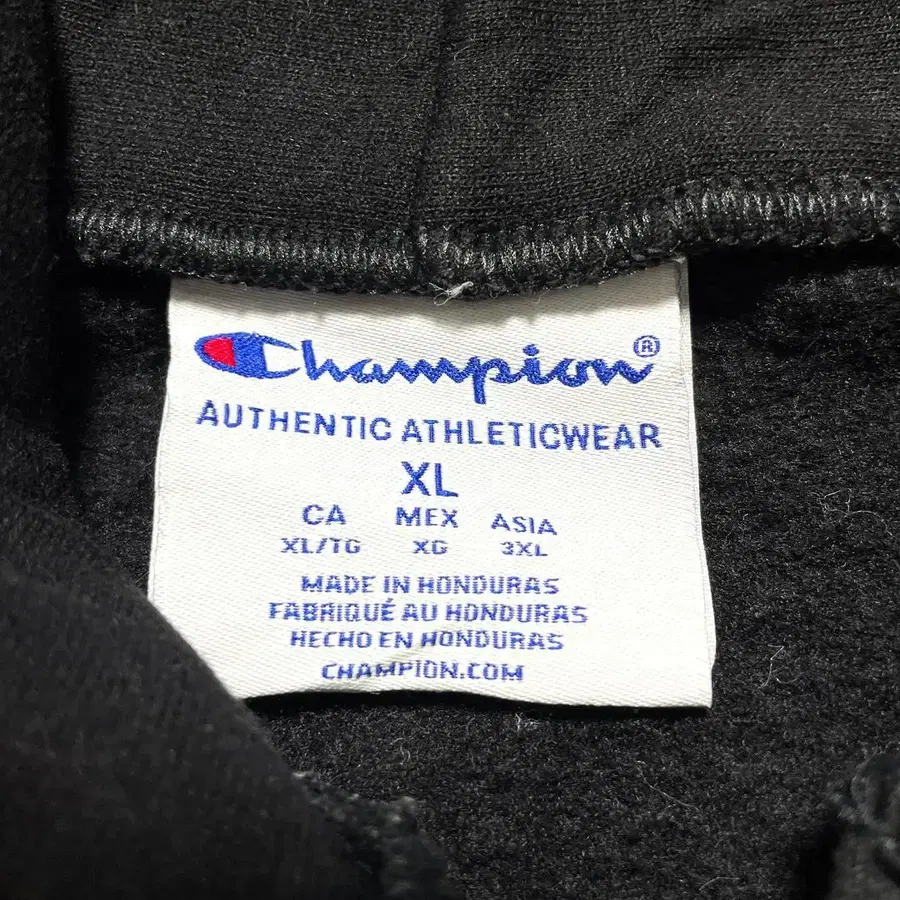 Champion®
AUTHENTIC ATHLETICWEAR
XL
CA MEX ASIA
XL/TG XG 3XL
MADE IN HONDURAS
FABRIQUÉ AU HONDURAS
HECHO EN HONDURAS
CHAMPION.COM